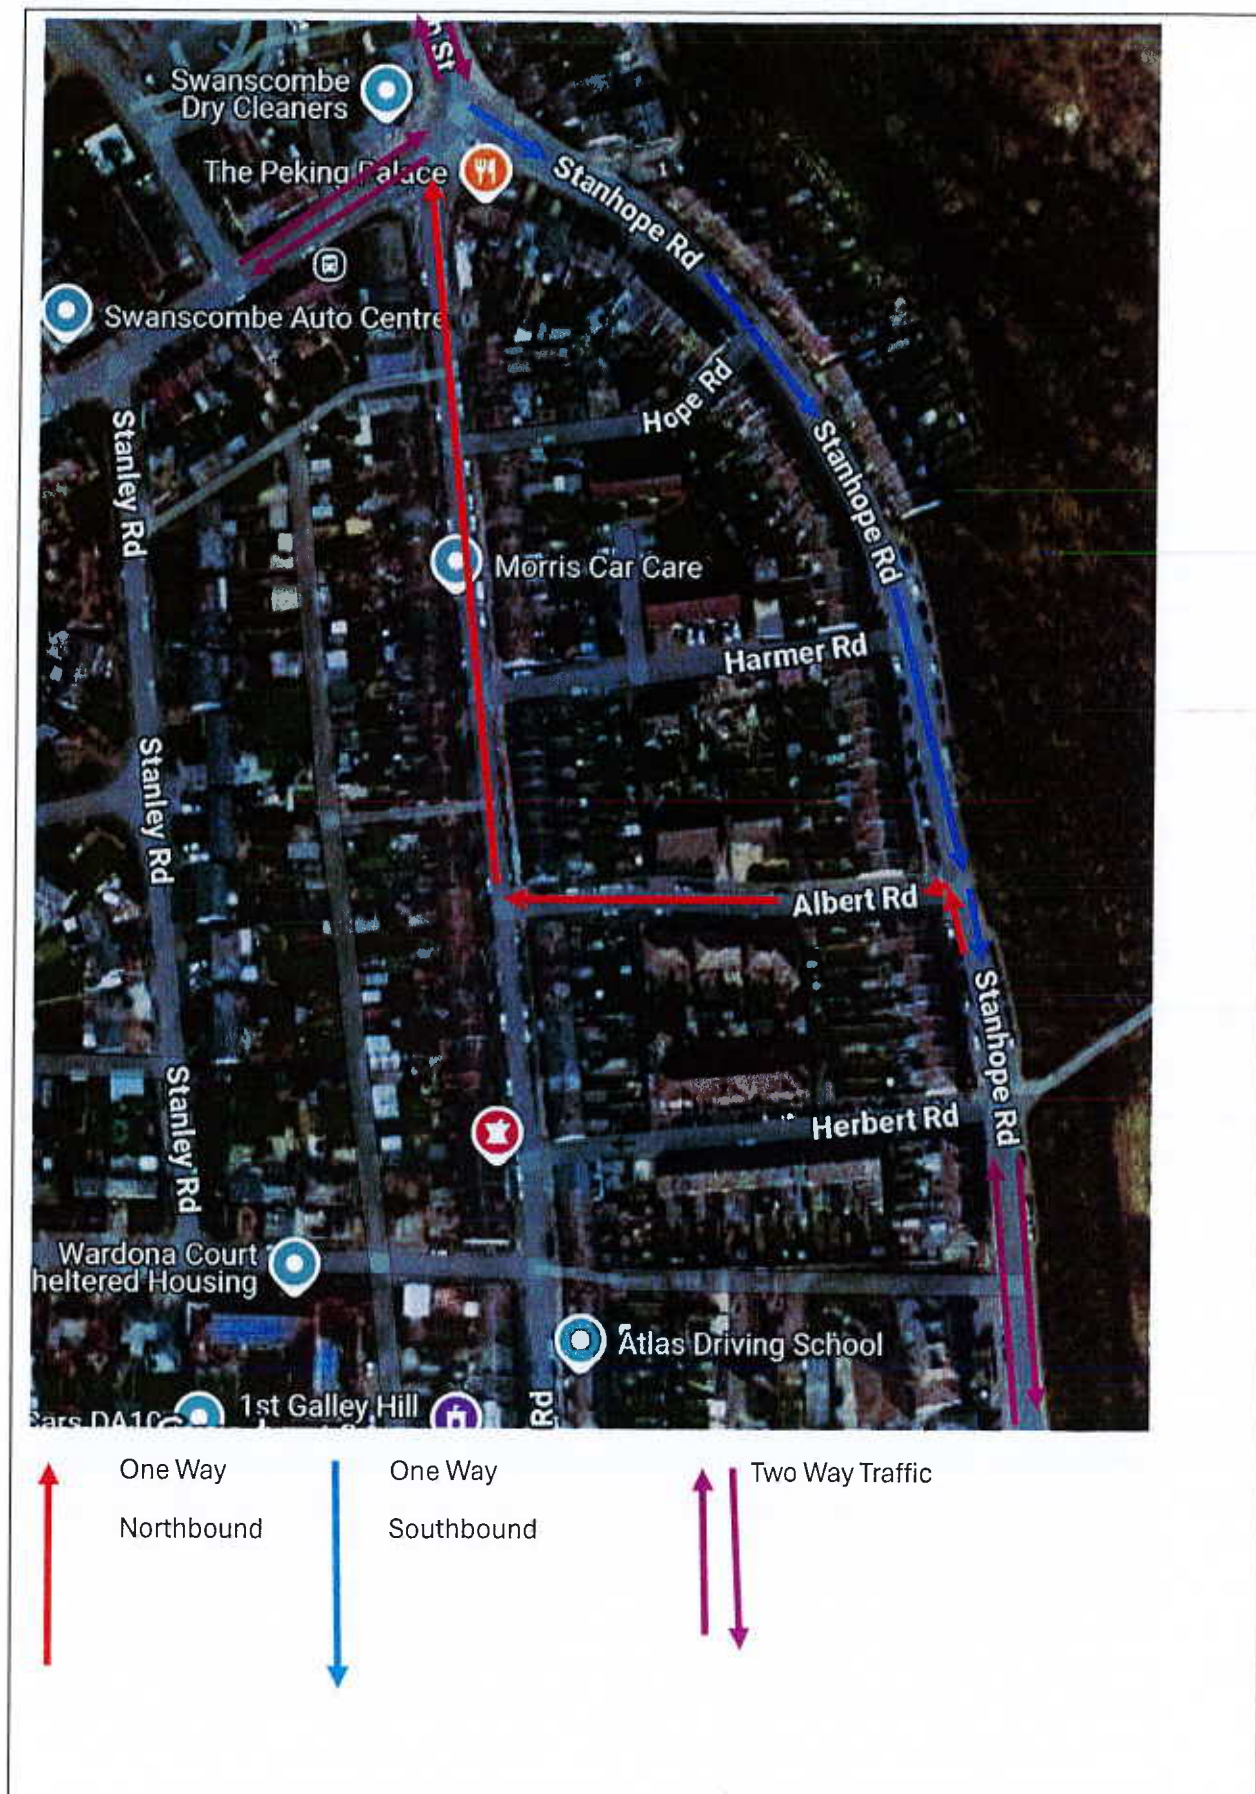 Swanscombe
Dry Cleaners
St
The Peking Palace
Stanhope Rd
Swanscombe Auto Centre
Hope Rd
Stanley Rd
Stanhope Rd
Morris Car Care
Harmer Rd
Stanley Rd
Albert Rd
Stanhope Rd
Stanley Rd
Herbert Rd
Wardona Court
heltered Housing
Atlas Driving School
1st Galley Hill
Rd
One Way
Northbound
One Way
Southbound
Two Way Traffic